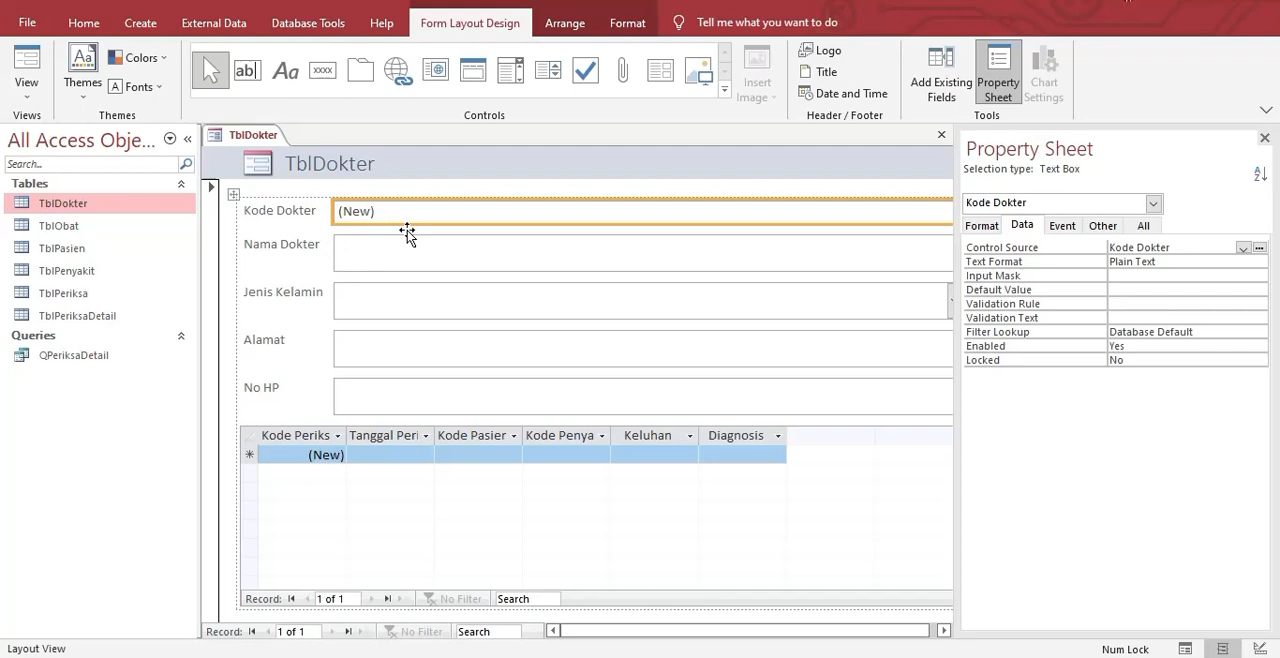 File Home Create External Data Database Tools Help Form Layout Design Arrange Format Tell me what you want to do
View
Views
Aa
Themes
Colors
A Fonts
Themes
ab|
Aa
xxxx
Controls
Insert
Image
Logo
Title
Date and Time
Header / Footer
Add Existing
Fields
Property
Sheet
Chart
Settings
Tools
All Access Obje...
Search...
Tables
TblDokter
TblObat
TblPasien
TblPenyakit
TblPeriksa
TblPeriksaDetail
Queries
QPeriksaDetail
TblDokter
TblDokter
Kode Dokter (New)
Nama Dokter
Jenis Kelamin
Alamat
No HP
Kode Periks Tanggal Peri Kode Pasier Kode Penya Keluhan Diagnosis
(New)
Record: 1 of 1 No Filter Search
Record: 1 of 1 No Filter Search
Property Sheet
Selection type: Text Box
Kode Dokter
Format Data Event Other All
Control Source Kode Dokter
Text Format Plain Text
Input Mask
Default Value
Validation Rule
Validation Text
Filter Lookup Database Default
Enabled Yes
Locked No
Layout View
Num Lock